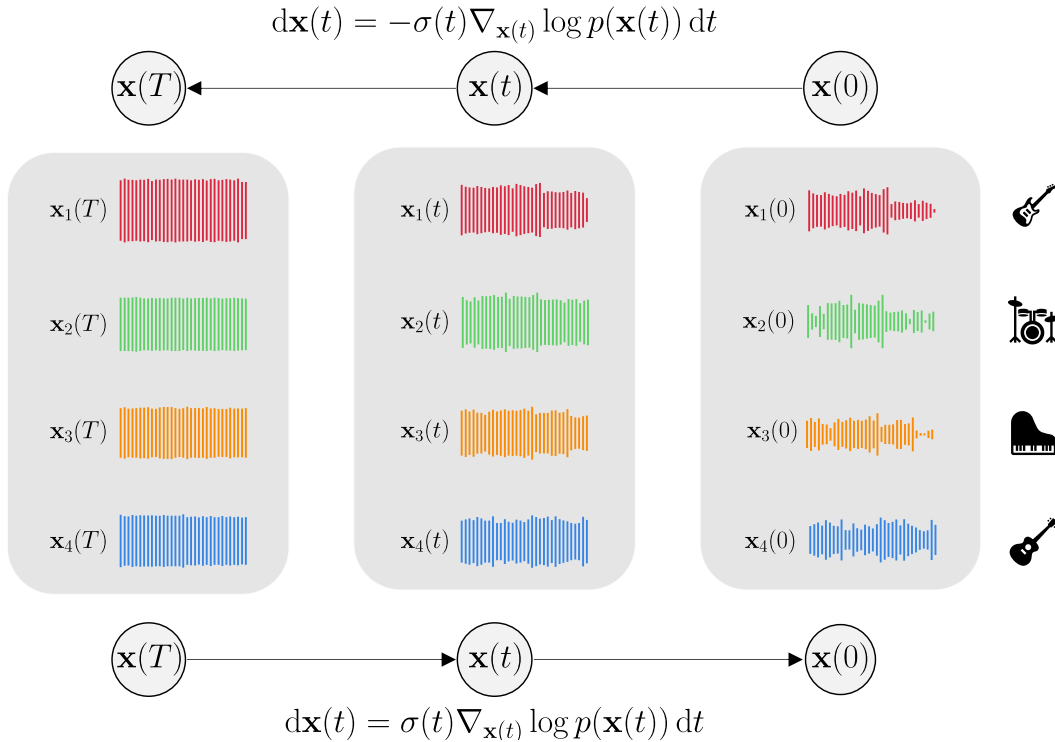 d𝐱(t) = −σ(t)∇_{𝐱(t)} log p(𝐱(t)) dt
𝐱(T) 𝐱(t) 𝐱(0)
𝐱₁(T) 𝐱₁(t) 𝐱₁(0)
𝐱₂(T) 𝐱₂(t) 𝐱₂(0)
𝐱₃(T) 𝐱₃(t) 𝐱₃(0)
𝐱₄(T) 𝐱₄(t) 𝐱₄(0)
𝐱(T) 𝐱(t) 𝐱(0)
d𝐱(t) = σ(t)∇_{𝐱(t)} log p(𝐱(t)) dt